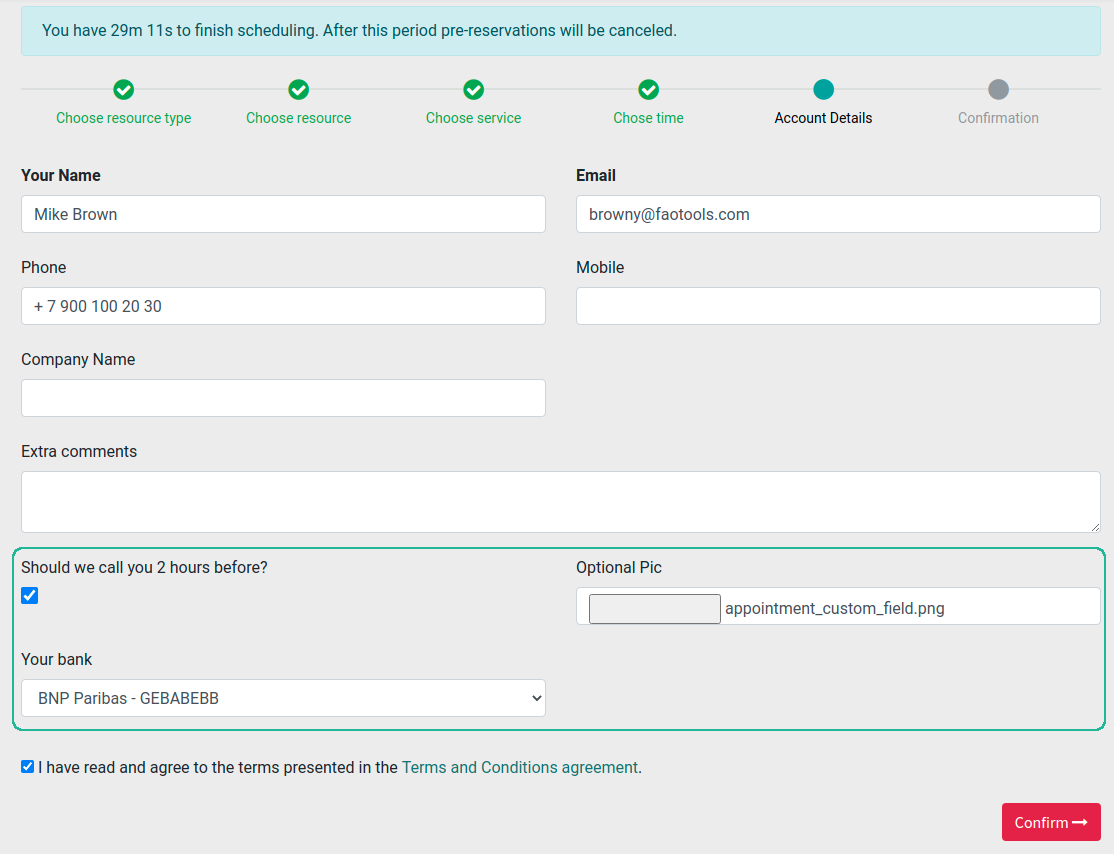 You have 29m 11s to finish scheduling. After this period pre-reservations will be canceled.
Choose resource type Choose resource Choose service Chose time Account Details Confirmation
Your Name Email
Mike Brown browny@faotools.com
Phone Mobile
+ 7 900 100 20 30
Company Name
Extra comments
Should we call you 2 hours before? Optional Pic
appointment_custom_field.png
Your bank
BNP Paribas - GEBABEBB
I have read and agree to the terms presented in the Terms and Conditions agreement.
Confirm